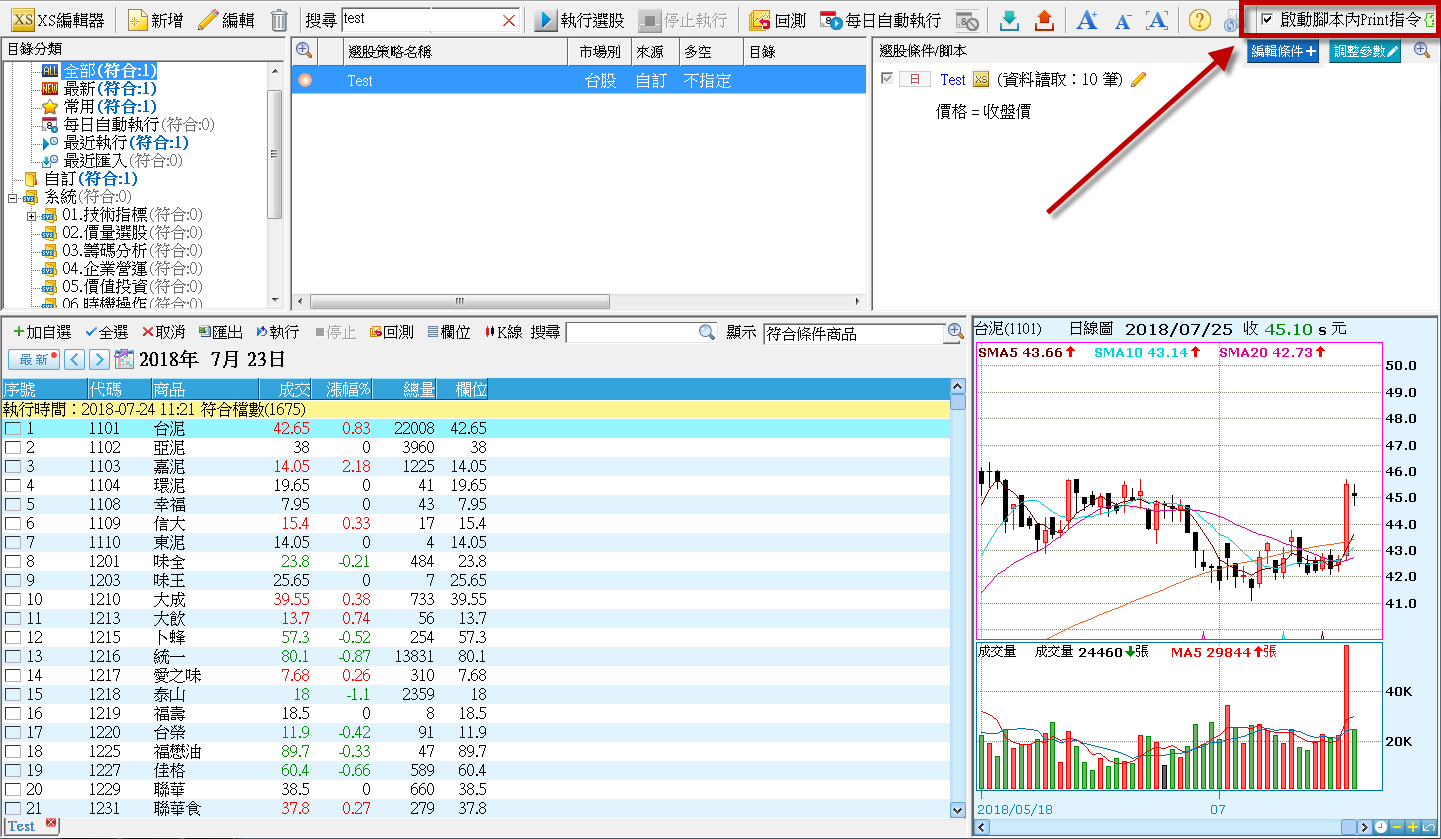 XS XS編輯器 新增 編輯 搜尋 test 執行選股 停止執行 回測 每日自動執行 啟動腳本內Print指令
目錄分類
ALL 全部(符合:1)
NEW 最新(符合:1)
常用(符合:1)
每日自動執行(符合:0)
最近執行(符合:1)
最近匯入(符合:0)
自訂(符合:1)
系統(符合:0)
01.技術指標(符合:0)
02.價量選股(符合:0)
03.籌碼分析(符合:0)
04.企業營運(符合:0)
05.價值投資(符合:0)
06.時機操作(符合:0)
選股策略名稱 市場別 來源 多空 目錄
Test 台股 自訂 不指定
選股條件/腳本 編輯條件+ 調整參數
日 Test XS (資料讀取：10 筆)
價格 = 收盤價
+加自選 全選 取消 匯出 執行 停止 回測 欄位 K線 搜尋 顯示 符合條件商品
最新 2018年 7月 23日
序號 代碼 商品 成交 漲幅% 總量 欄位
執行時間：2018-07-24 11:21 符合檔數(1675)
1 1101 台泥 42.65 0.83 22008 42.65
2 1102 亞泥 38 0 3960 38
3 1103 嘉泥 14.05 2.18 1225 14.05
4 1104 環泥 19.65 0 41 19.65
5 1108 幸福 7.95 0 43 7.95
6 1109 信大 15.4 0.33 17 15.4
7 1110 東泥 14.05 0 4 14.05
8 1201 味全 23.8 -0.21 484 23.8
9 1203 味王 25.65 0 7 25.65
10 1210 大成 39.55 0.38 733 39.55
11 1213 大飲 13.7 0.74 56 13.7
12 1215 卜蜂 57.3 -0.52 254 57.3
13 1216 統一 80.1 -0.87 13831 80.1
14 1217 愛之味 7.68 0.26 310 7.68
15 1218 泰山 18 -1.1 2359 18
16 1219 福壽 18.5 0 8 18.5
17 1220 台榮 11.9 -0.42 91 11.9
18 1225 福懋油 89.7 -0.33 47 89.7
19 1227 佳格 60.4 -0.66 589 60.4
20 1229 聯華 38.5 0 660 38.5
21 1231 聯華食 37.8 0.27 279 37.8
Test
台泥(1101) 日線圖 2018/07/25 收 45.10 s 元
SMA5 43.66 SMA10 43.14 SMA20 42.73
50.0
49.0
48.0
47.0
46.0
45.0
44.0
43.0
42.0
41.0
成交量 成交量 24460 張 MA5 29844 張
40K
20K
2018/05/18 07